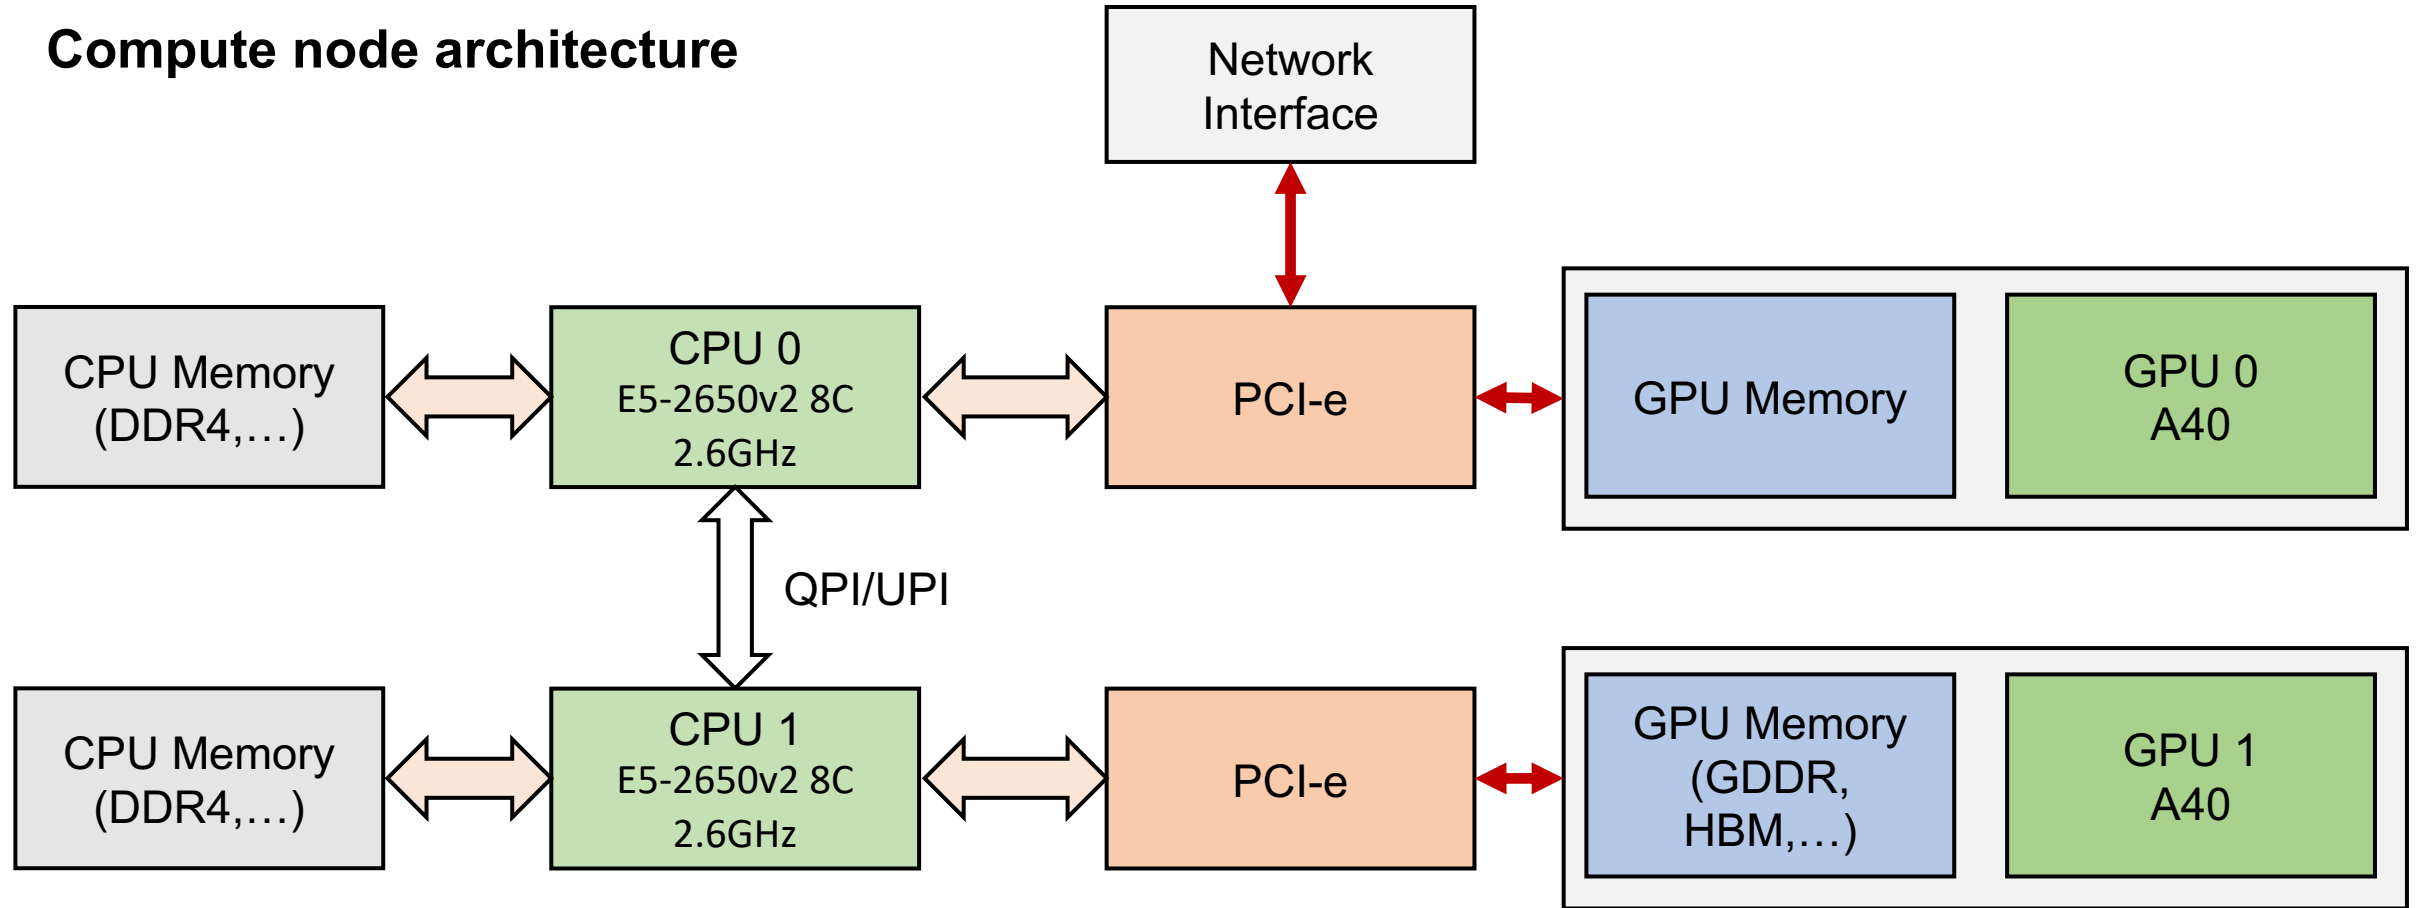 Compute node architecture
Network
Interface
CPU Memory
(DDR4,…)
CPU 0
E5-2650v2 8C
2.6GHz
PCI-e
GPU Memory
GPU 0
A40
QPI/UPI
CPU Memory
(DDR4,…)
CPU 1
E5-2650v2 8C
2.6GHz
PCI-e
GPU Memory
(GDDR,
HBM,…)
GPU 1
A40